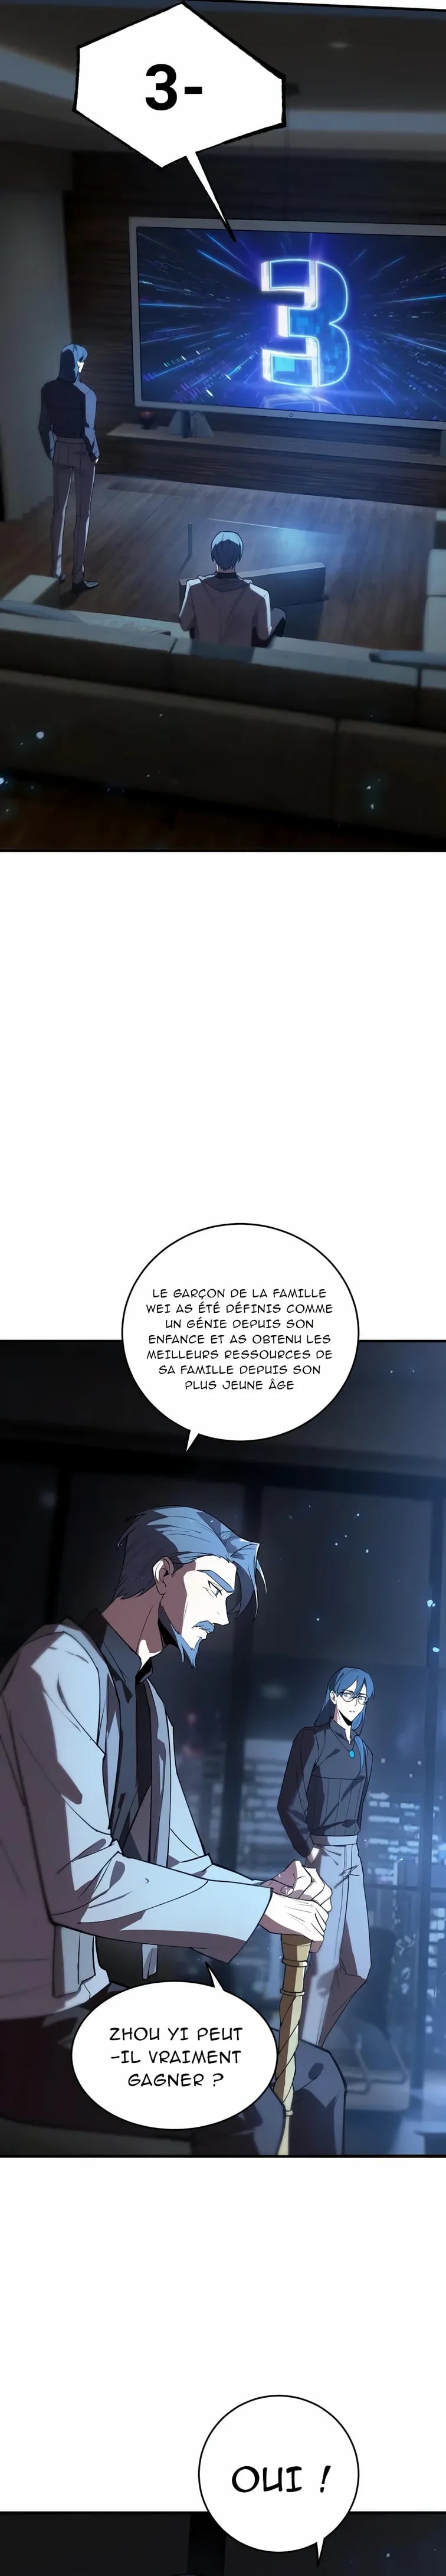 3-
3
LE GARÇON DE LA FAMILLE
WEI AS ÉTÉ DÉFINIS COMME
UN GÉNIE DEPUIS SON
ENFANCE ET AS OBTENU LES
MEILLEURS RESSOURCES DE
SA FAMILLE DEPUIS SON
PLUS JEUNE ÂGE
ZHOU YI PEUT
-IL VRAIMENT
GAGNER ?
OUI !